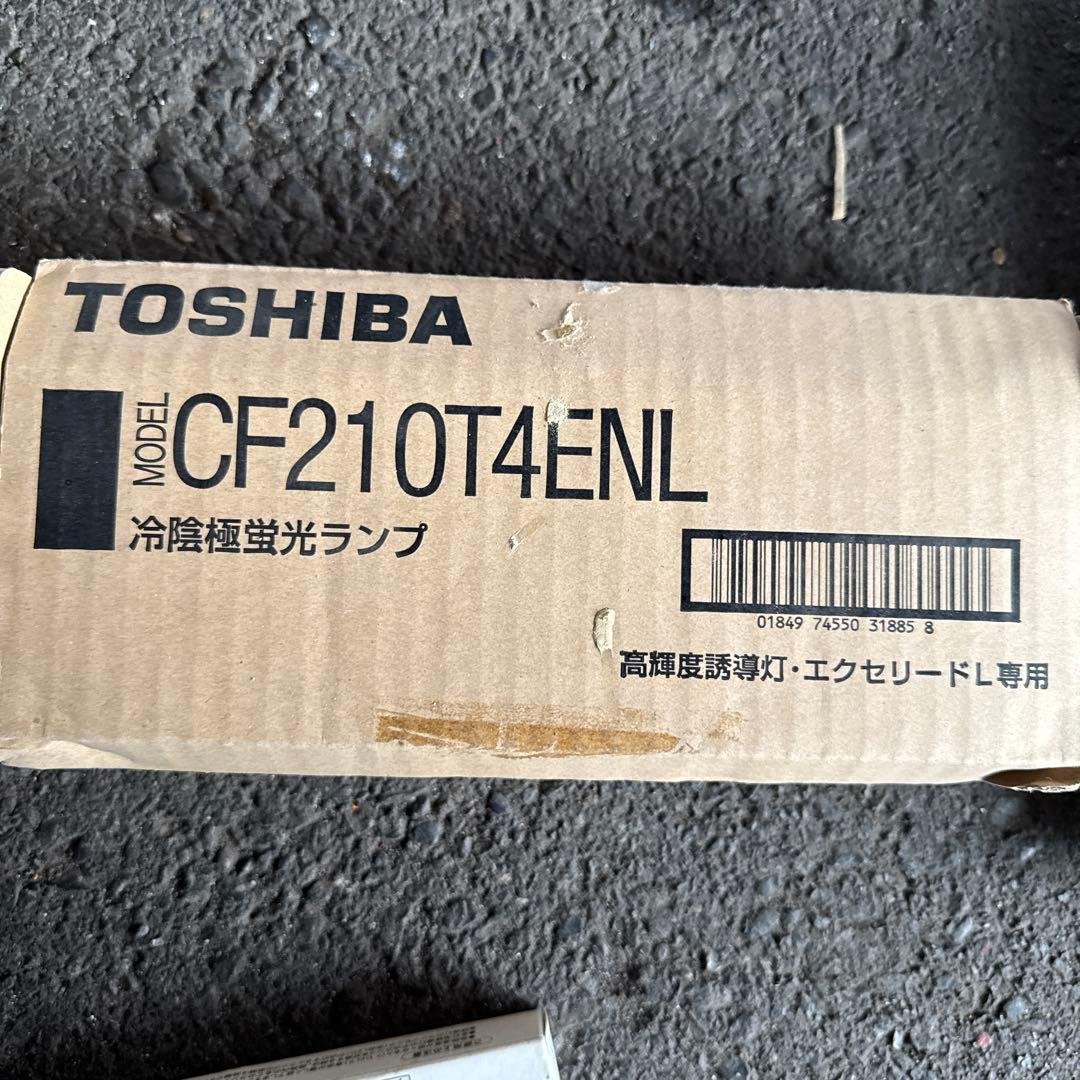 TOSHIBA
MODEL CF210T4ENL
冷陰極蛍光ランプ
01849 74550 31885 8
高輝度誘導灯・エクセリードL専用